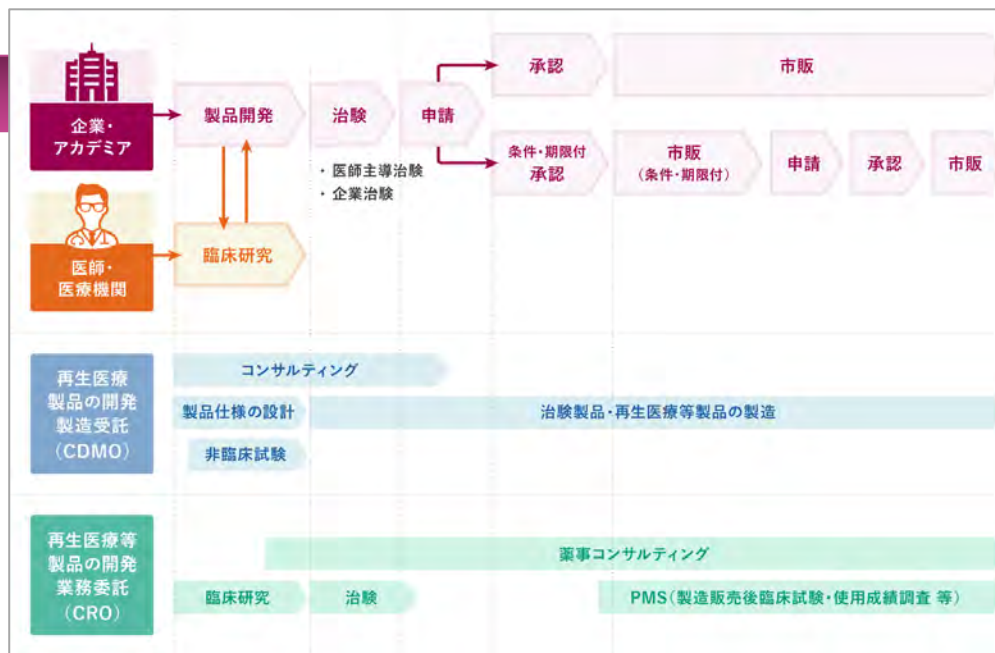 企業・
アカデミア
製品開発
治験
申請
承認
市販
・ 医師主導治験
・ 企業治験
条件・期限付
承認
市販
（条件・期限付）
申請
承認
市販
医師・
医療機関
臨床研究
再生医療
製品の開発
製造受託
（CDMO）
コンサルティング
製品仕様の設計
治験製品・再生医療等製品の製造
非臨床試験
再生医療等
製品の開発
業務委託
（CRO）
薬事コンサルティング
臨床研究
治験
PMS（製造販売後臨床試験・使用成績調査 等）